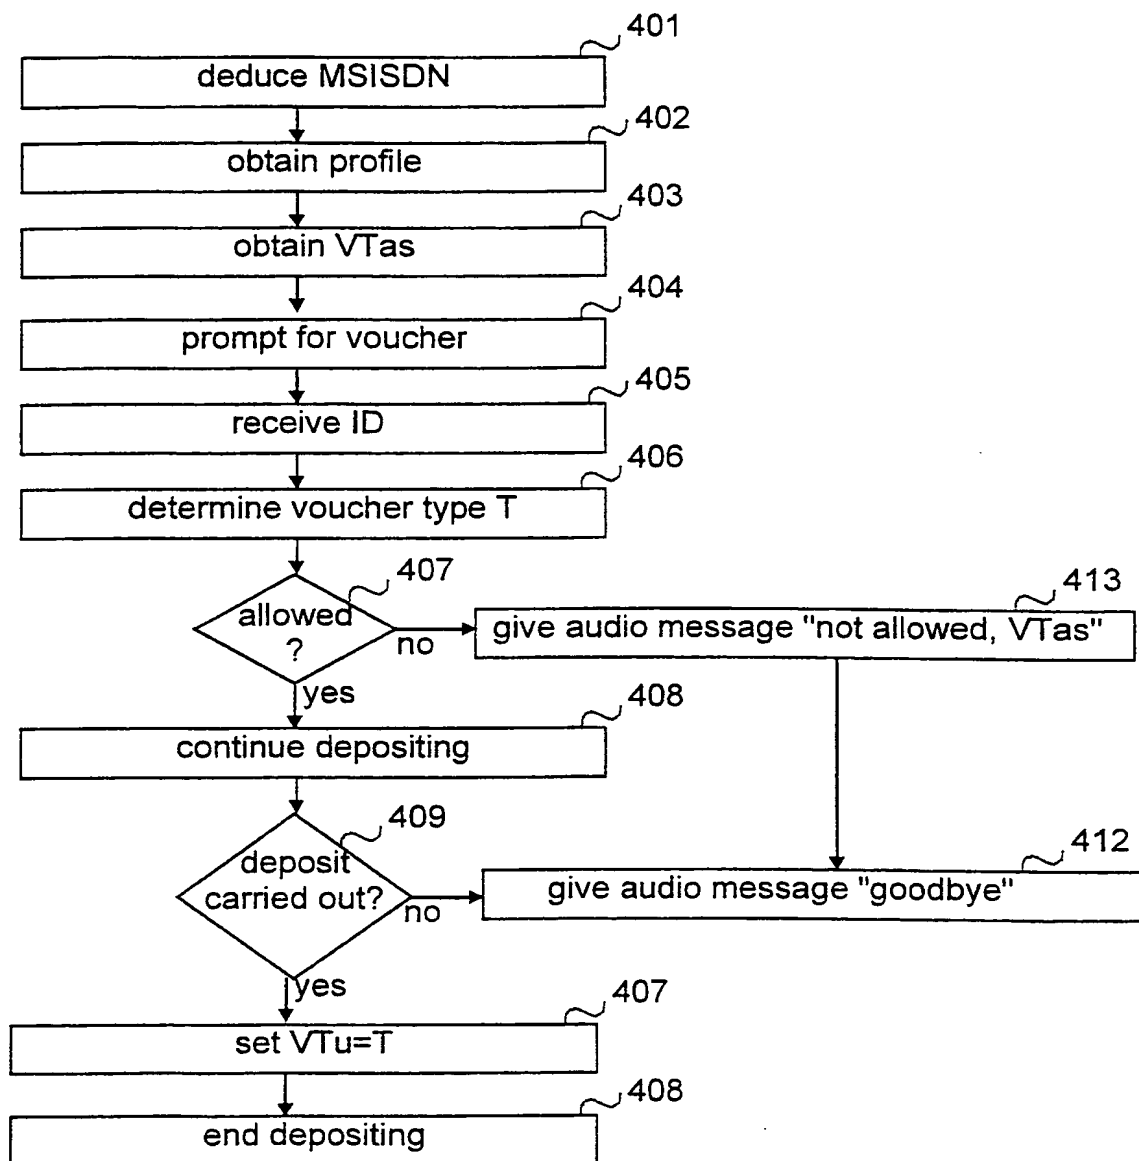 401
deduce MSISDN
402
obtain profile
403
obtain VTas
404
prompt for voucher
405
receive ID
406
determine voucher type T
407
allowed
?
no
yes
413
give audio message "not allowed, VTas"
408
continue depositing
409
deposit
carried out?
no
yes
412
give audio message "goodbye"
407
set VTu=T
408
end depositing